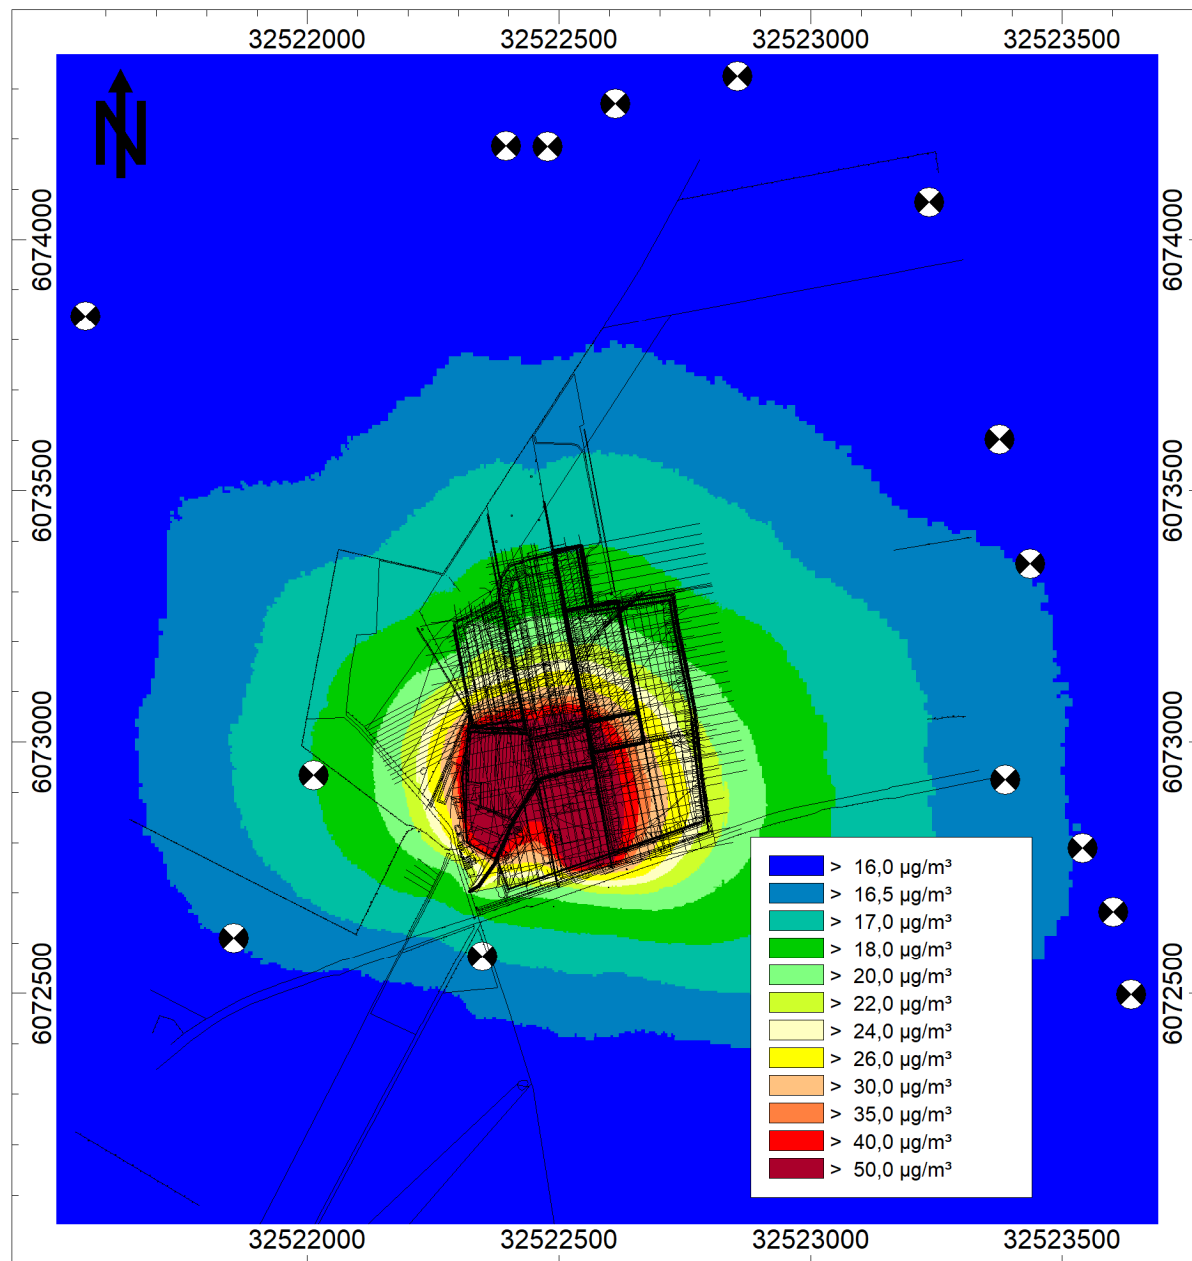 32522000 32522500 32523000 32523500
N
6074000 6074000
6073500 6073500
6073000 6073000
6072500 6072500
> 16,0 µg/m³
> 16,5 µg/m³
> 17,0 µg/m³
> 18,0 µg/m³
> 20,0 µg/m³
> 22,0 µg/m³
> 24,0 µg/m³
> 26,0 µg/m³
> 30,0 µg/m³
> 35,0 µg/m³
> 40,0 µg/m³
> 50,0 µg/m³
32522000 32522500 32523000 32523500